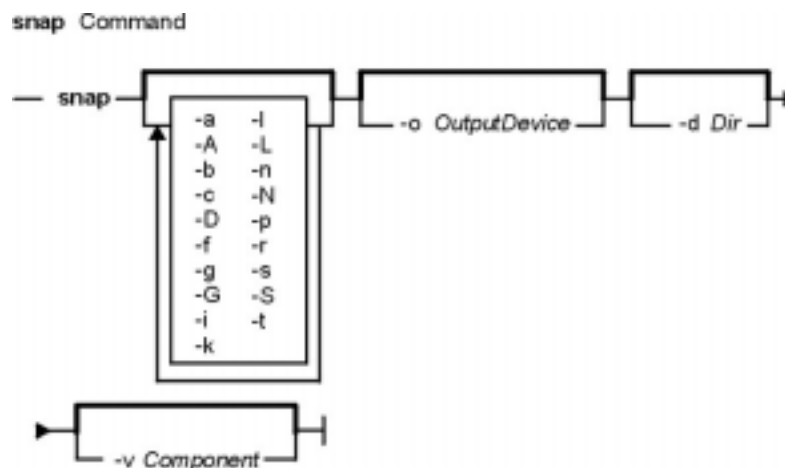 snap Command
snap
-o OutputDevice
-d Dir
-a -l
-A -L
-b -n
-c -N
-D -p
-f -r
-g -s
-G -S
-i -t
-k
-v Component